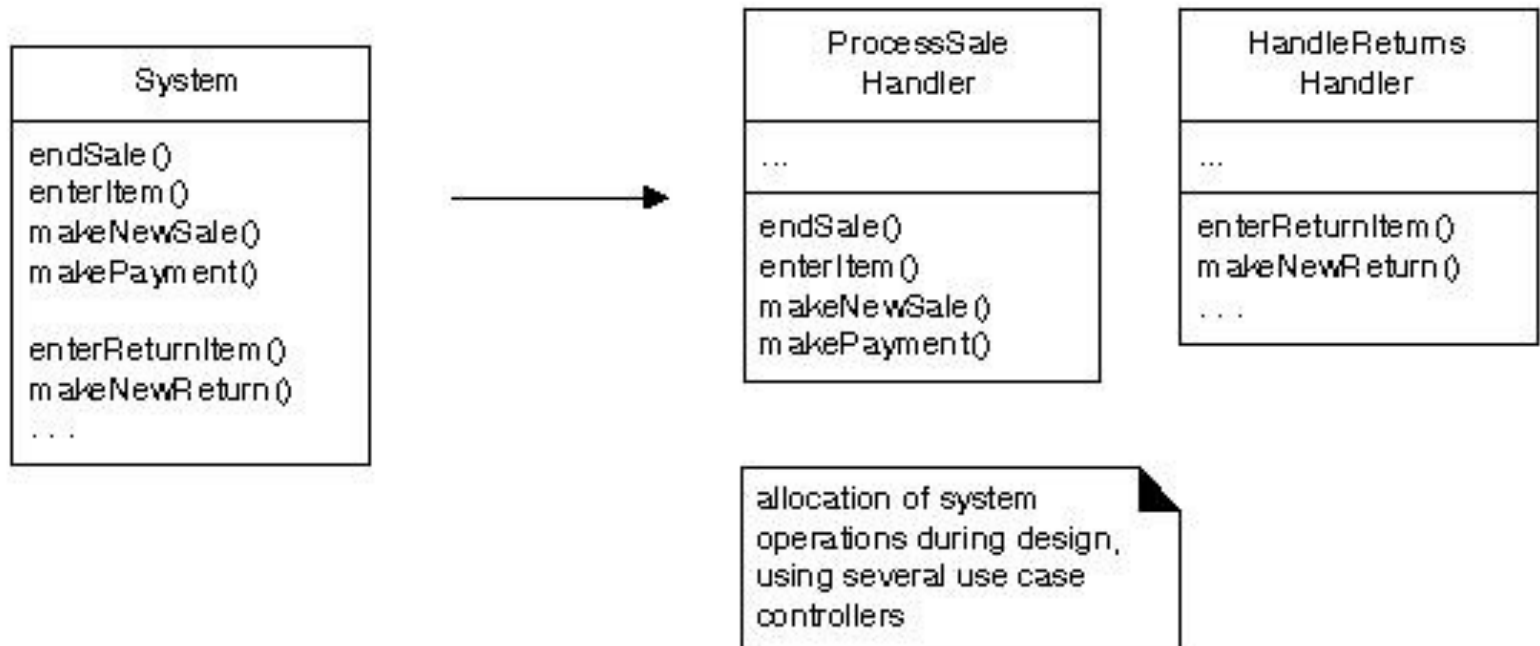 System
endSale()
enterItem()
makeNewSale()
makePayment()
enterReturnItem()
makeNewReturn()
. . .
ProcessSale
Handler
...
endSale()
enterItem()
makeNewSale()
makePayment()
HandleReturns
Handler
...
enterReturnItem()
makeNewReturn()
. . .
allocation of system
operations during design,
using several use case
controllers